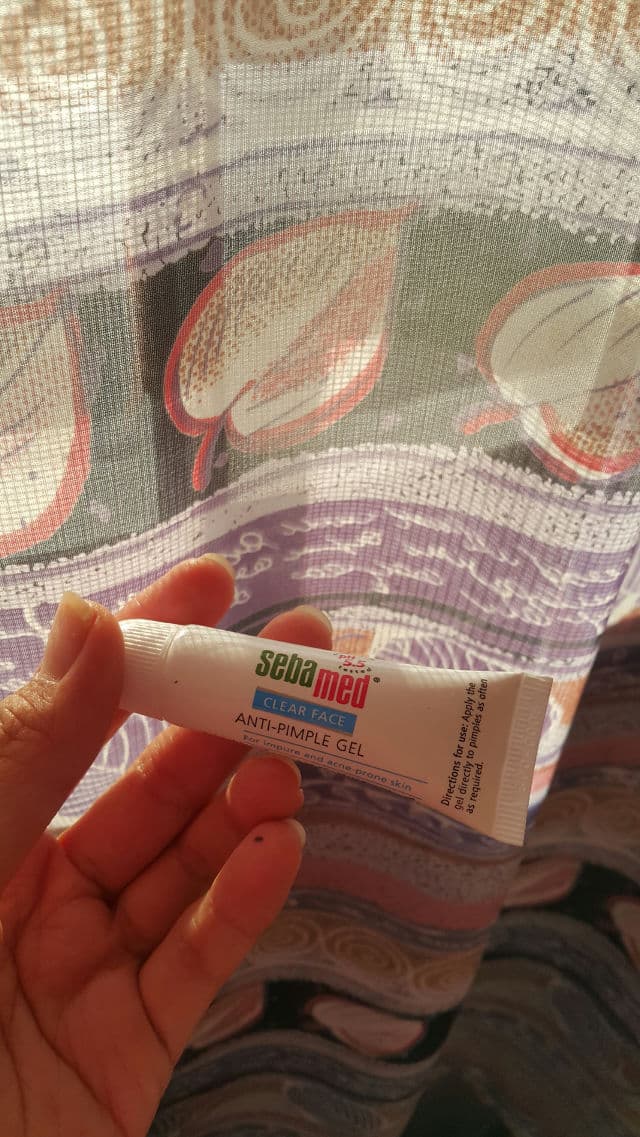 sebamed®
pH 5.5
tested
CLEAR FACE
ANTI-PIMPLE GEL
For impure and acne prone skin
Directions for use: Apply the
gel directly to pimples as often
as required.